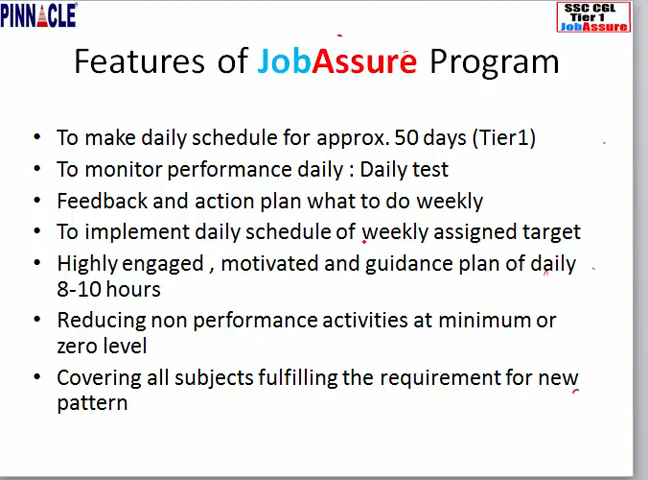 PINNACLE
SSC CGL
Tier 1
JobAssure
Features of JobAssure Program
• To make daily schedule for approx. 50 days (Tier1)
• To monitor performance daily : Daily test
• Feedback and action plan what to do weekly
• To implement daily schedule of weekly assigned target
• Highly engaged , motivated and guidance plan of daily
8-10 hours
• Reducing non performance activities at minimum or
zero level
• Covering all subjects fulfilling the requirement for new
pattern